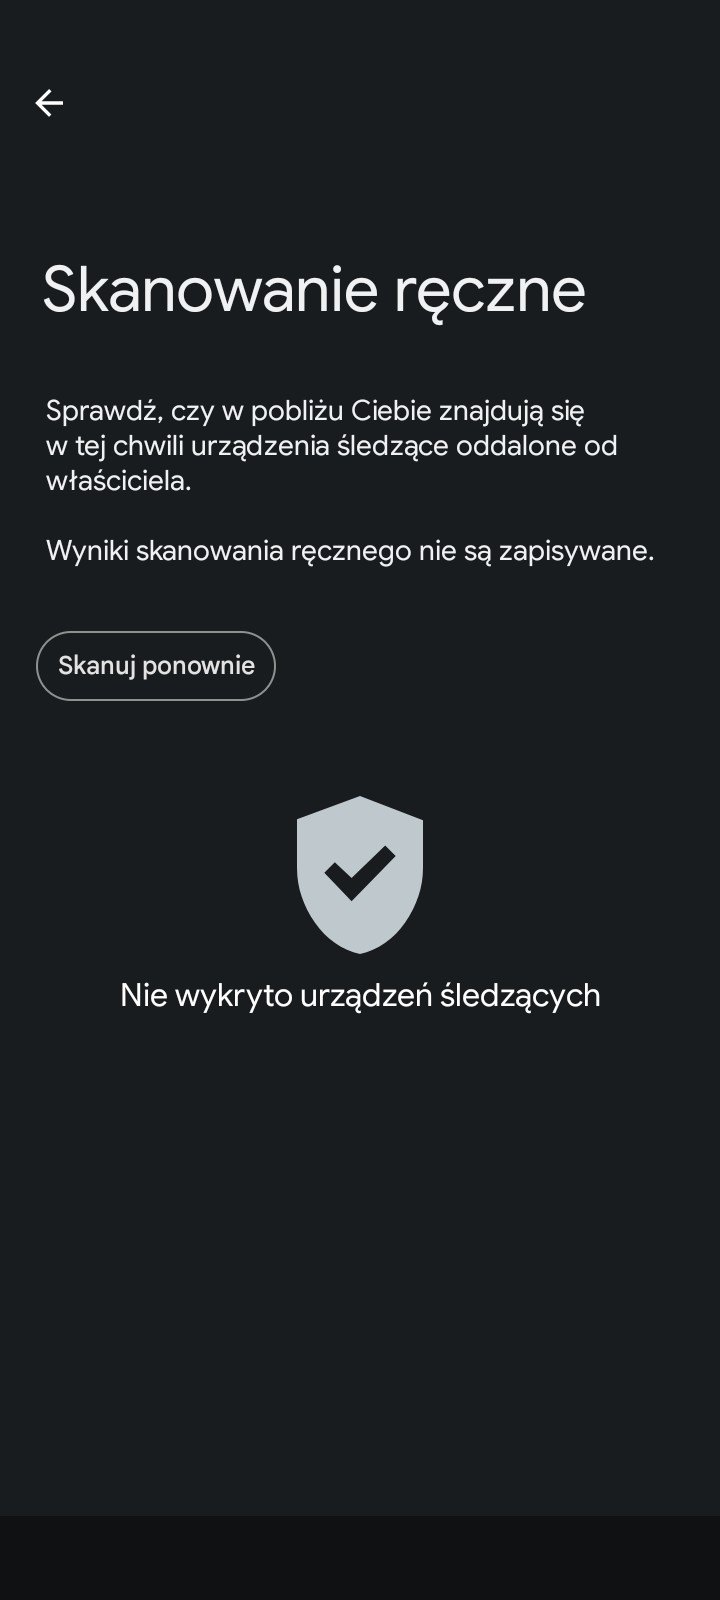 Skanowanie ręczne
Sprawdź, czy w pobliżu Ciebie znajdują się
w tej chwili urządzenia śledzące oddalone od
właściciela.
Wyniki skanowania ręcznego nie są zapisywane.
Skanuj ponownie
Nie wykryto urządzeń śledzących